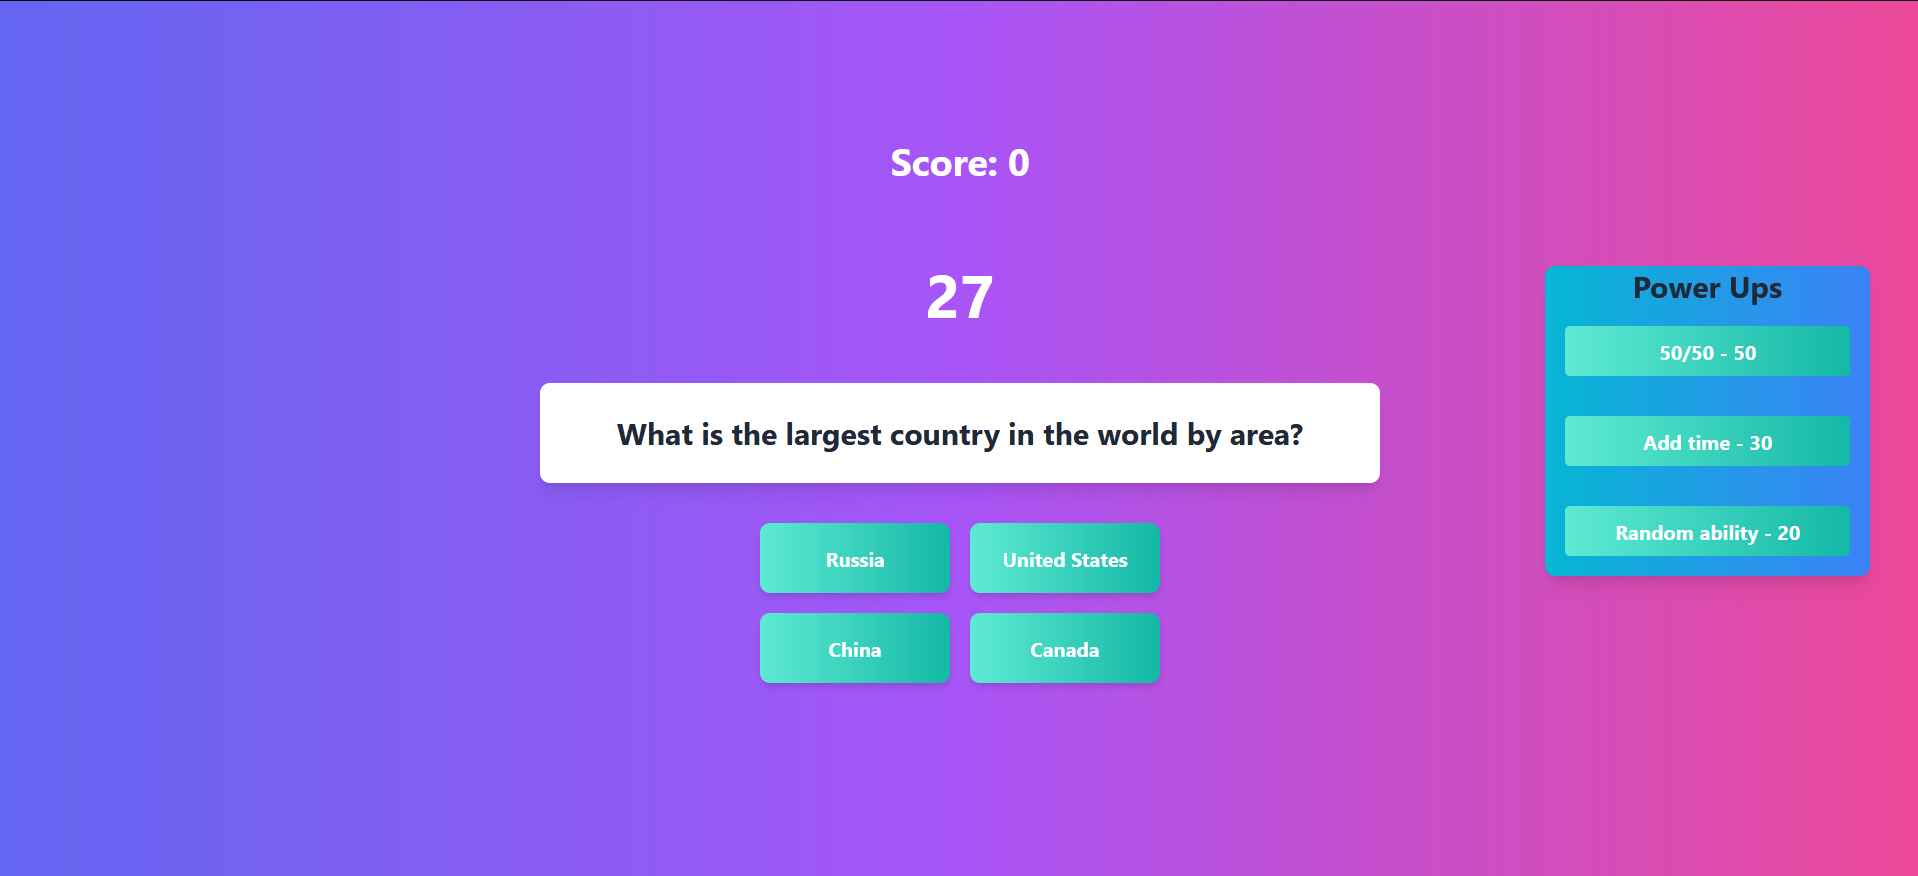 Score: 0
27
What is the largest country in the world by area?
Russia
United States
China
Canada
Power Ups
50/50 - 50
Add time - 30
Random ability - 20